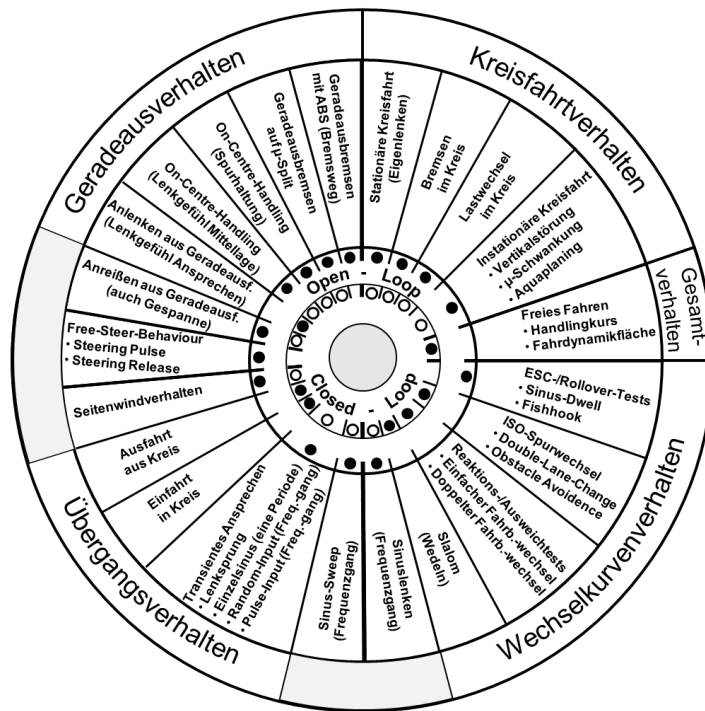 Geradeausverhalten
Kreisfahrtverhalten
Gesamt-
verhalten
Wechselkurvenverhalten
Übergangsverhalten
Stationäre Kreisfahrt
(Eigenlenken)
Bremsen
im Kreis
Lastwechsel
im Kreis
Instationäre Kreisfahrt
• Vertikalstörung
• µ-Schwankung
• Aquaplaning
Freies Fahren
• Handlingkurs
• Fahrdynamikfläche
ESC-/Rollover-Tests
• Sinus-Dwell
• Fishhook
ISO-Spurwechsel
• Double-Lane-Change
• Obstacle Avoidence
Reaktions-/Ausweichtests
• Einfacher Fahrb.-wechsel
• Doppelter Fahrb.-wechsel
Slalom
(Wedeln)
Sinuslenken
(Frequenzgang)
Sinus-Sweep
(Frequenzgang)
Transientes Ansprechen
• Lenksprung
• Einzelsinus (eine Periode)
• Random-Input (Freq.-gang)
• Pulse-Input (Freq.-gang)
Einfahrt
in Kreis
Ausfahrt
aus Kreis
Seitenwindverhalten
Free-Steer-Behaviour
• Steering Pulse
• Steering Release
Anreißen aus Geradeausf.
(auch Gespanne)
Anlenken aus Geradeausf.
(Lenkgefühl Ansprechen)
On-Centre-Handling
(Lenkgefühl Mittellage)
On-Centre-Handling
(Spurhaltung)
Geradeausbremsen
auf µ-Split
Geradeausbremsen
mit ABS (Bremsweg)
Open - Loop
Closed - Loop